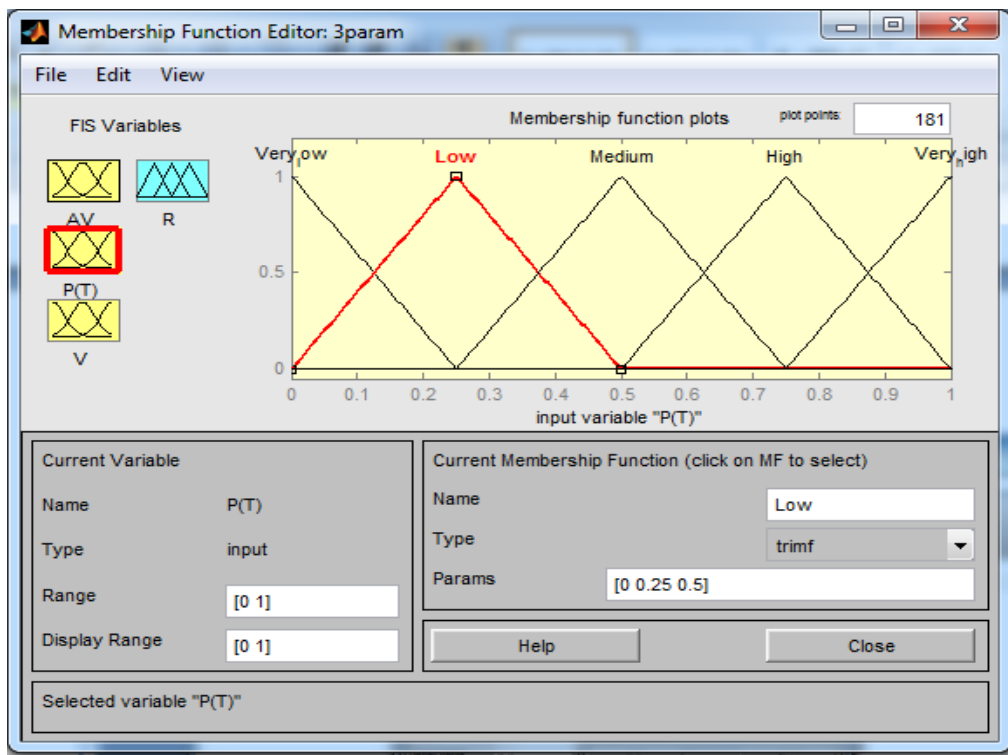 Membership Function Editor: 3param
File Edit View
FIS Variables
Membership function plots
plot points:
181
AV
R
P(T)
V
Very_low
Low
Medium
High
Very_high
1
0.5
0
0 0.1 0.2 0.3 0.4 0.5 0.6 0.7 0.8 0.9 1
input variable "P(T)"
Current Variable
Name P(T)
Type input
Range [0 1]
Display Range [0 1]
Current Membership Function (click on MF to select)
Name Low
Type trimf
Params [0 0.25 0.5]
Help
Close
Selected variable "P(T)"